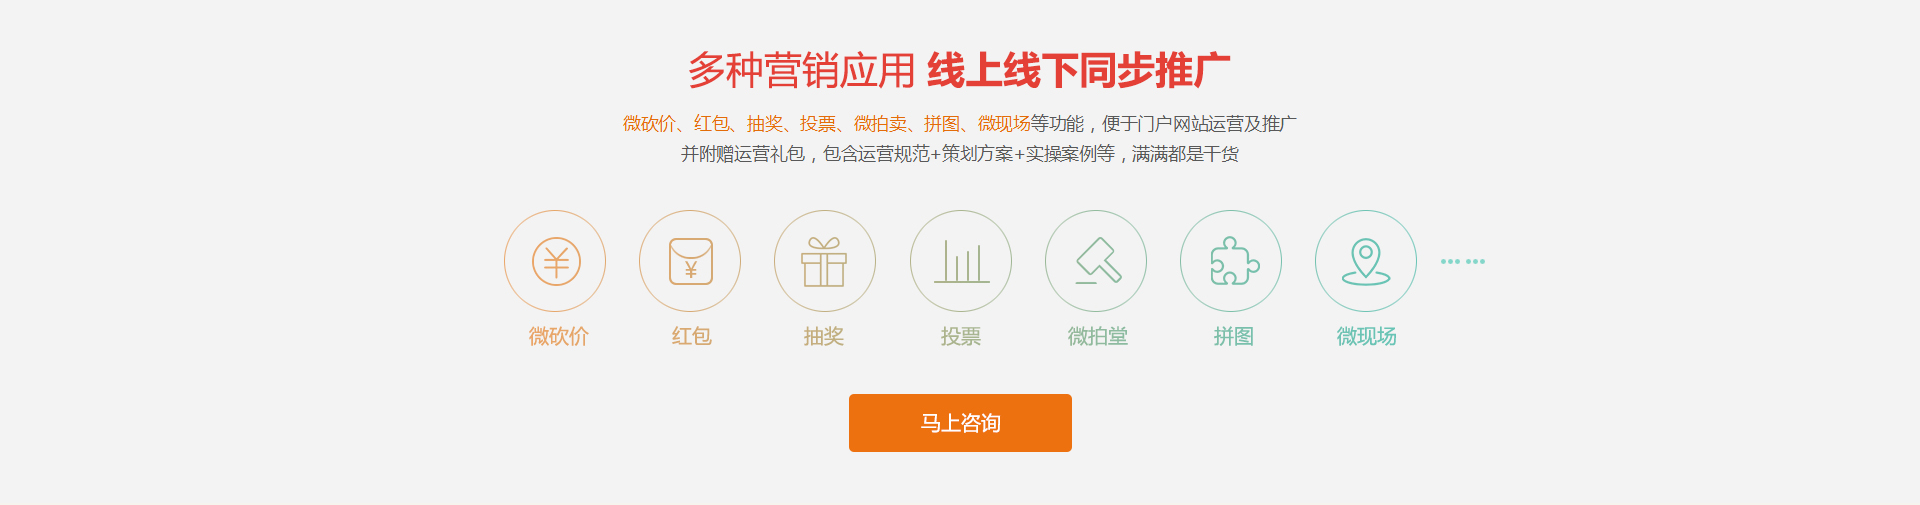 多种营销应用 线上线下同步推广
微砍价、红包、抽奖、投票、微拍卖、拼图、微现场等功能，便于门户网站运营及推广
并附赠运营礼包，包含运营规范+策划方案+实操案例等，满满都是干货
微砍价 红包 抽奖 投票 微拍堂 拼图 微现场
马上咨询